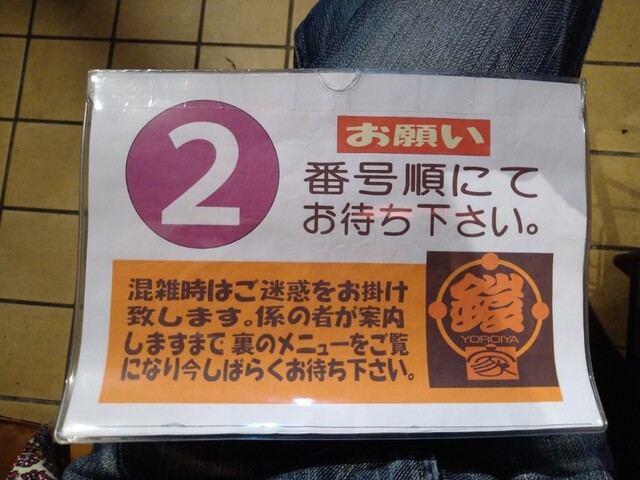 2
お願い
番号順にて
お待ち下さい。
混雑時はご迷惑をお掛け
致します。係の者が案内
しますまで裏のメニューをご覧
になり今しばらくお待ち下さい。
鎧
YOROIYA
家